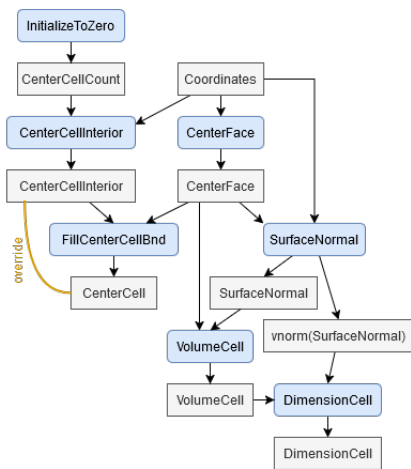 InitializeToZero
CenterCellCount
Coordinates
CenterCellInterior
CenterFace
CenterCellInterior
CenterFace
override
FillCenterCellBnd
SurfaceNormal
CenterCell
SurfaceNormal
VolumeCell
vnorm(SurfaceNormal)
VolumeCell
DimensionCell
DimensionCell